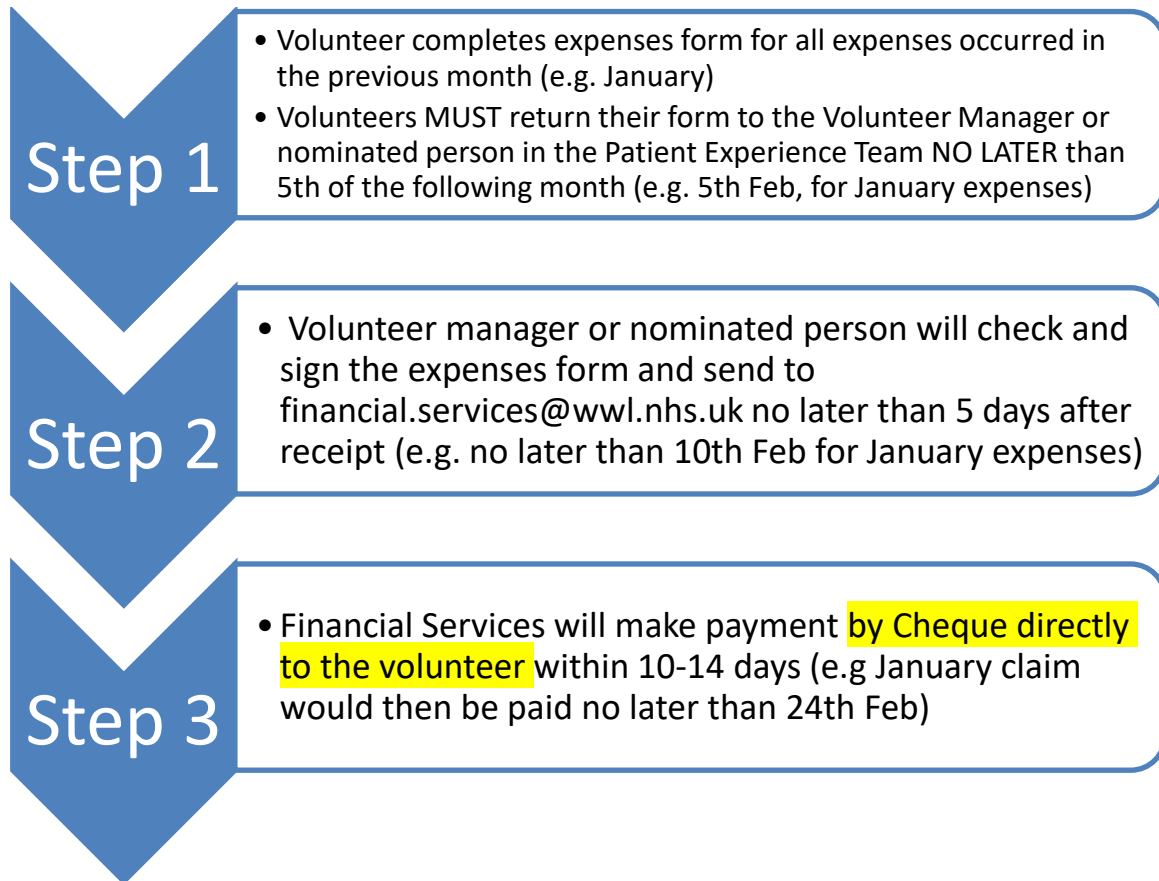 Step 1
• Volunteer completes expenses form for all expenses occurred in
the previous month (e.g. January)
• Volunteers MUST return their form to the Volunteer Manager or
nominated person in the Patient Experience Team NO LATER than
5th of the following month (e.g. 5th Feb, for January expenses)
Step 2
• Volunteer manager or nominated person will check and
sign the expenses form and send to
financial.services@wwl.nhs.uk no later than 5 days after
receipt (e.g. no later than 10th Feb for January expenses)
Step 3
• Financial Services will make payment by Cheque directly
to the volunteer within 10-14 days (e.g January claim
would then be paid no later than 24th Feb)